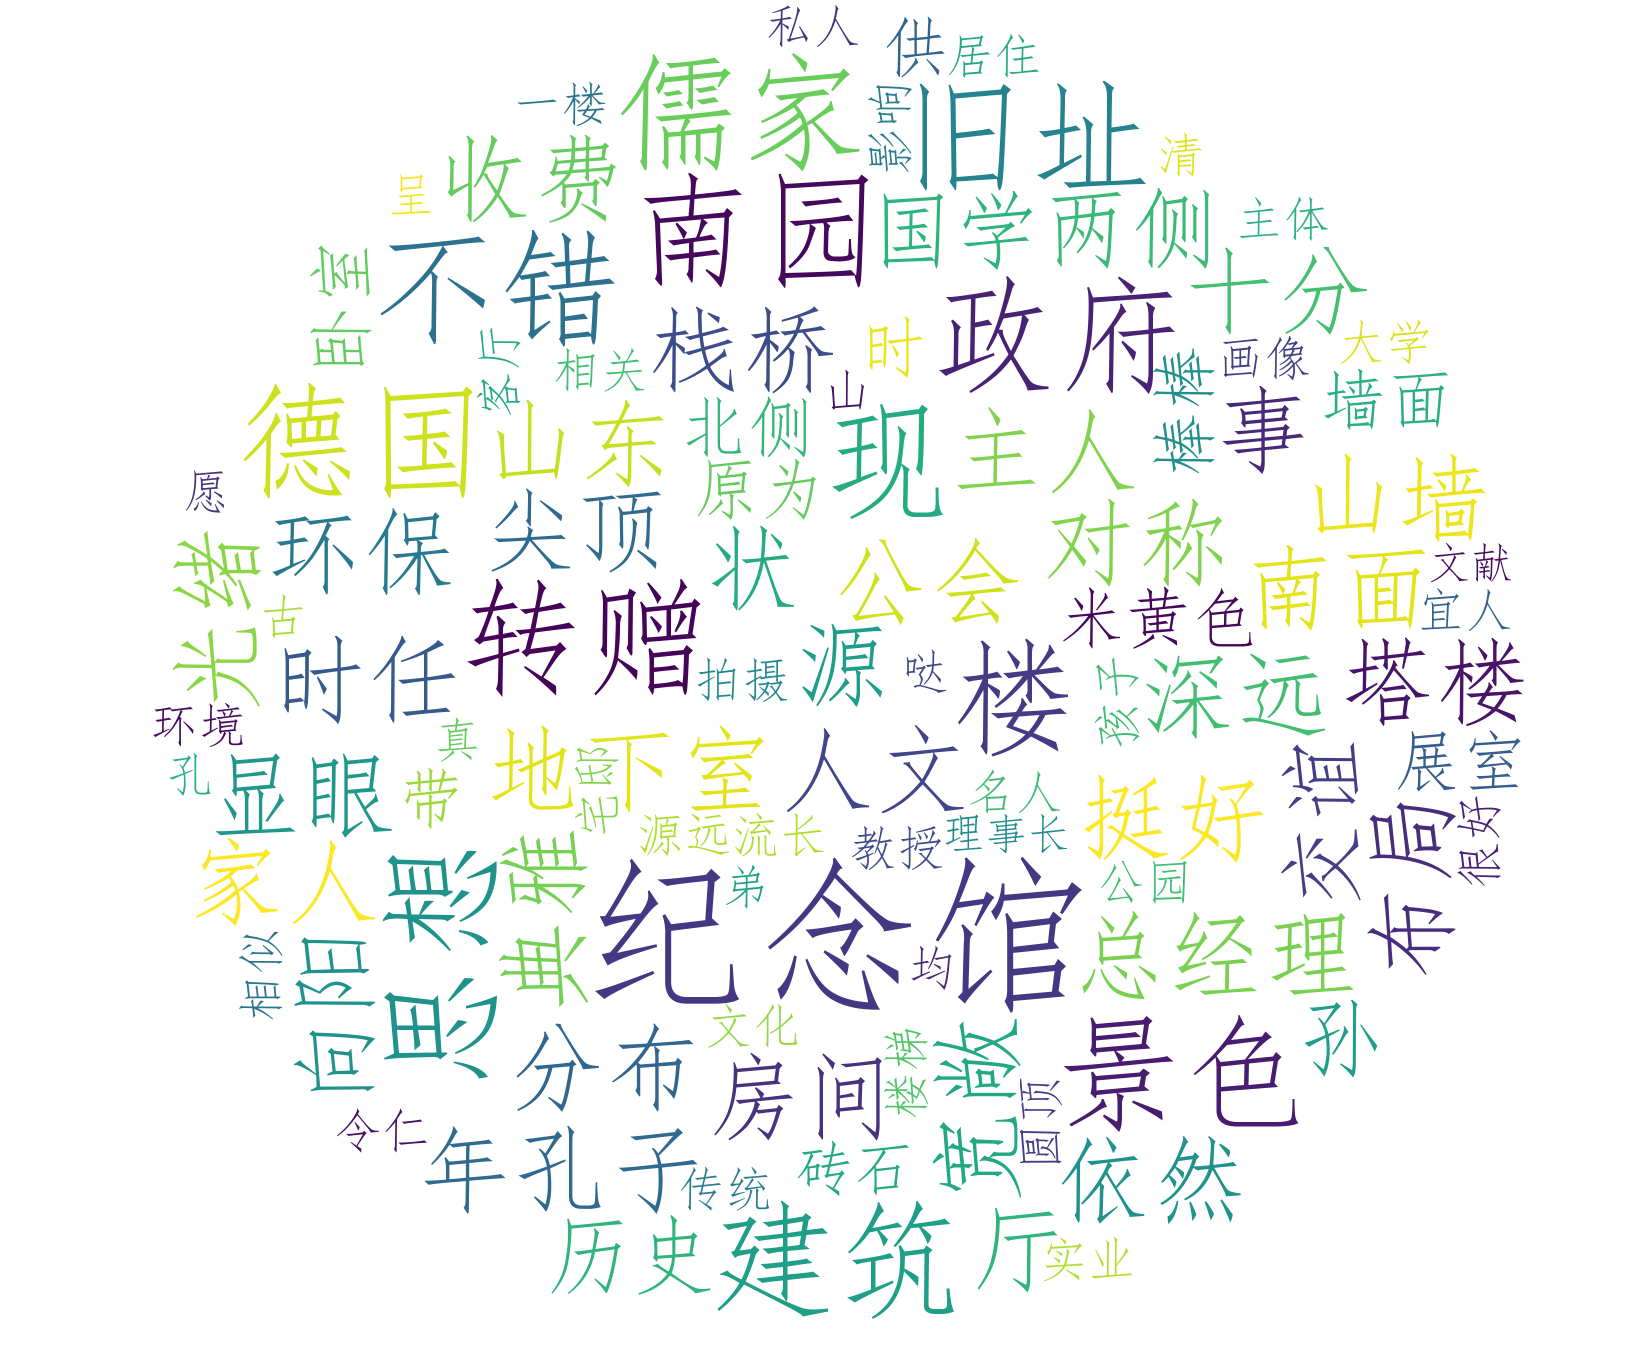 私人
供
居住
一楼
儒家
影响
旧址
清
收费
呈
南园
国学
两侧
主体
卧室
不错
十分
客厅
相关
栈桥
时
政府
画像
大学
德国
山东
北侧
山
现
主人
棒棒
事
墙面
原为
愿
环保
尖顶
状
公会
对称
山墙
南面
文献
宜人
光绪
古
转赠
米黄色
时任
拍摄
源
哒
楼
孩子
深远
塔楼
环境
真
孔
显眼
带
地下室
宅邸
人文
名人
交谊
展室
源远流长
教授
理事长
挺好
布局
很好
家人
思想
典雅
纪念馆
弟
公园
均
总经理
相似
向阳
文化
分布
房间
楼梯
宽敞
景色
孙
圆顶
令仁
年
孔子
传统
砖石
依然
历史
建筑
厅
实业